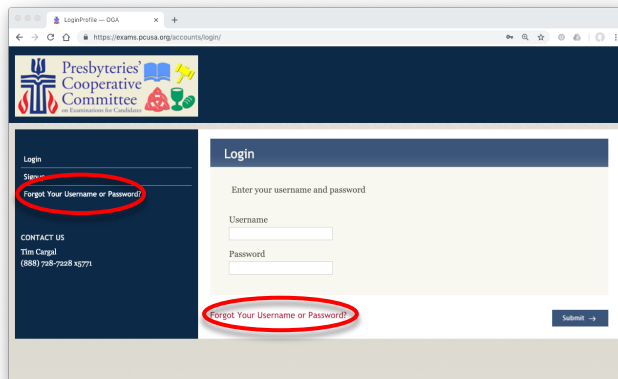 LoginProfile — OGA
https://exams.pcusa.org/accounts/login/
Presbyteries'
Cooperative
Committee
on Examinations for Candidates
Login
Signup
Forgot Your Username or Password?
CONTACT US
Tim Cargal
(888) 728-7228 x5771
Login
Enter your username and password
Username
Password
Forgot Your Username or Password?
Submit →